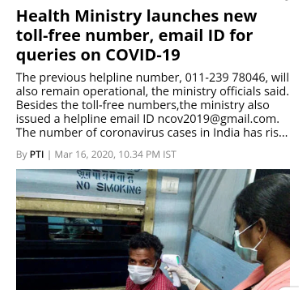 Health Ministry launches new
toll-free number, email ID for
queries on COVID-19
The previous helpline number, 011-239 78046, will
also remain operational, the ministry officials said.
Besides the toll-free numbers,the ministry also
issued a helpline email ID ncov2019@gmail.com.
The number of coronavirus cases in India has ris...
By PTI | Mar 16, 2020, 10.34 PM IST
धूम्रपान मना है
NO SMOKING